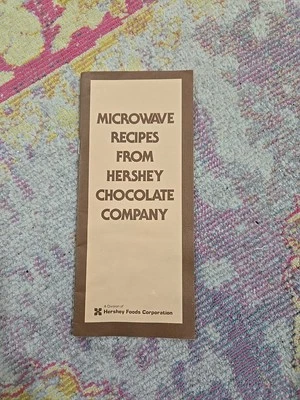 MICROWAVE
RECIPES
FROM
HERSHEY
CHOCOLATE
COMPANY
A Division of
Hershey Foods Corporation